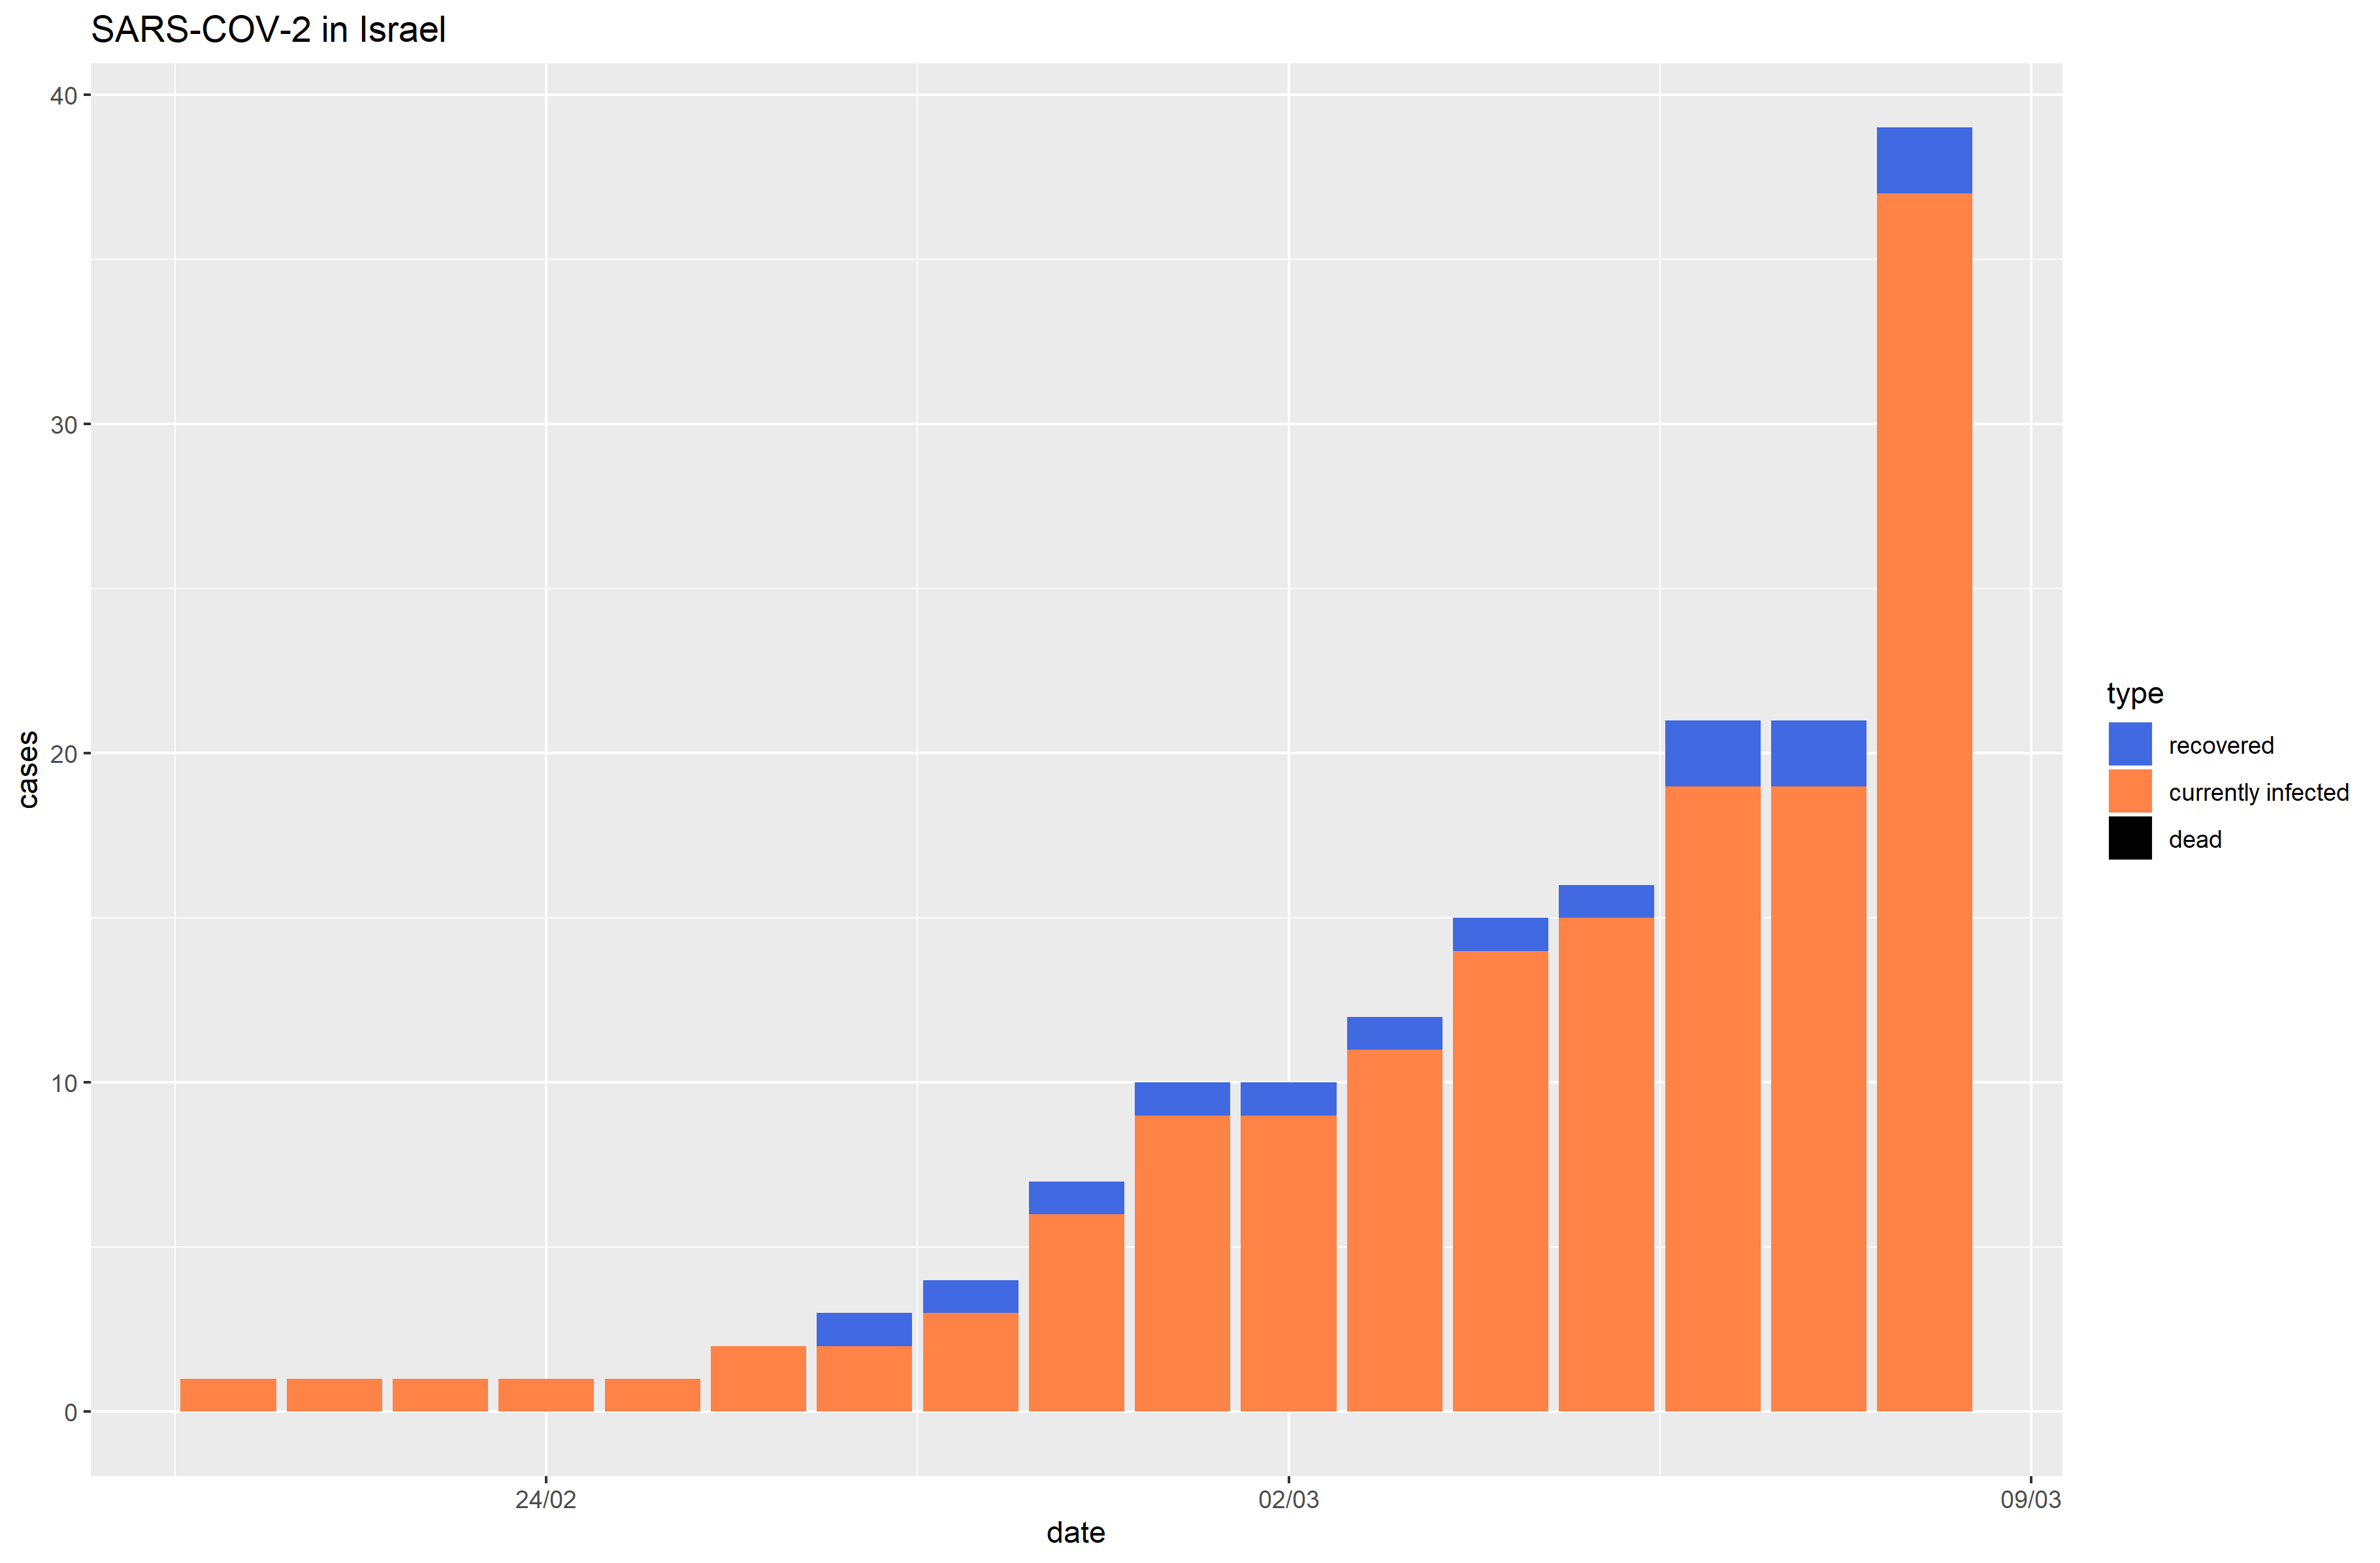 SARS-COV-2 in Israel
40
30
20
10
0
cases
24/02
02/03
09/03
date
type
recovered
currently infected
dead